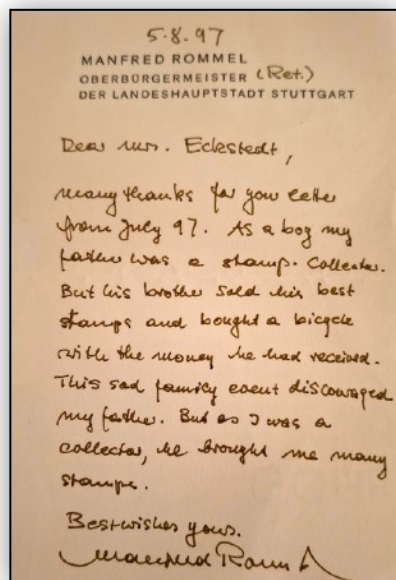 5.8.97
MANFRED ROMMEL
OBERBÜRGERMEISTER (Ret.)
DER LANDESHAUPTSTADT STUTTGART
Dear Mrs. Eckstedt,
many thanks for your letter
from July 97. As a boy my
father was a stamp-collector.
But his brother sold his best
stamps and bought a bicycle
with the money he had received.
This sad family event discouraged
my father. But as I was a
collector, he brought me many
stamps.
Best wishes yours.
Manfred Rommel